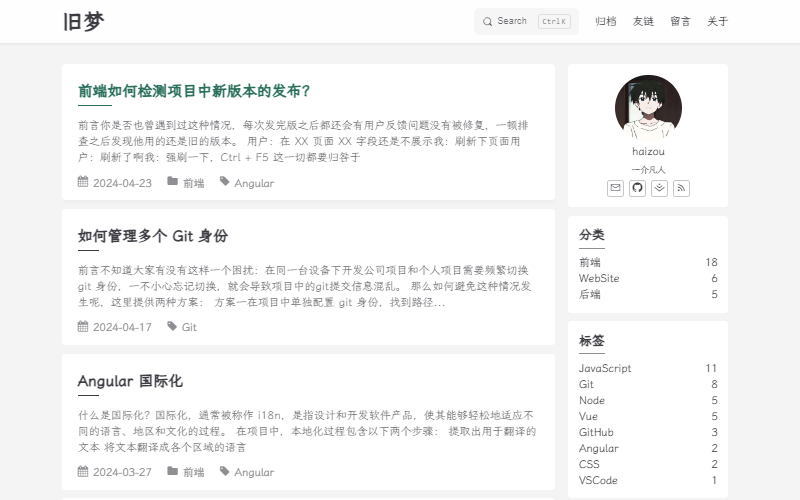 旧梦
Search Ctrl K 归档 友链 留言 关于
前端如何检测项目中新版本的发布?
前言你是否也曾遇到过这种情况，每次发完版之后都还会有用户反馈问题没有被修复，一顿排
查之后发现他用的还是旧的版本。 用户：在 XX 页面 XX 字段还是不展示我：刷新下页面用
户：刷新了啊我：强刷一下，Ctrl + F5 这一切都要归咎于
2024-04-23 前端 Angular
如何管理多个 Git 身份
前言不知道大家有没有这样一个困扰：在同一台设备下开发公司项目和个人项目需要频繁切换
git 身份，一不小心忘记切换，就会导致项目中的git提交信息混乱。 那么如何避免这种情况发
生呢，这里提供两种方案： 方案一在项目中单独配置 git 身份，找到路径...
2024-04-17 Git
Angular 国际化
什么是国际化？国际化，通常被称作 i18n，是指设计和开发软件产品，使其能够轻松地适应不
同的语言、地区和文化的过程。 在项目中，本地化过程包含以下两个步骤： 提取出用于翻译的
文本 将文本翻译成各个区域的语言
2024-03-27 前端 Angular
haizou
一介凡人
分类
前端 18
WebSite 6
后端 5
标签
JavaScript 11
Git 8
Node 5
Vue 5
GitHub 3
Angular 2
CSS 2
VSCode 1